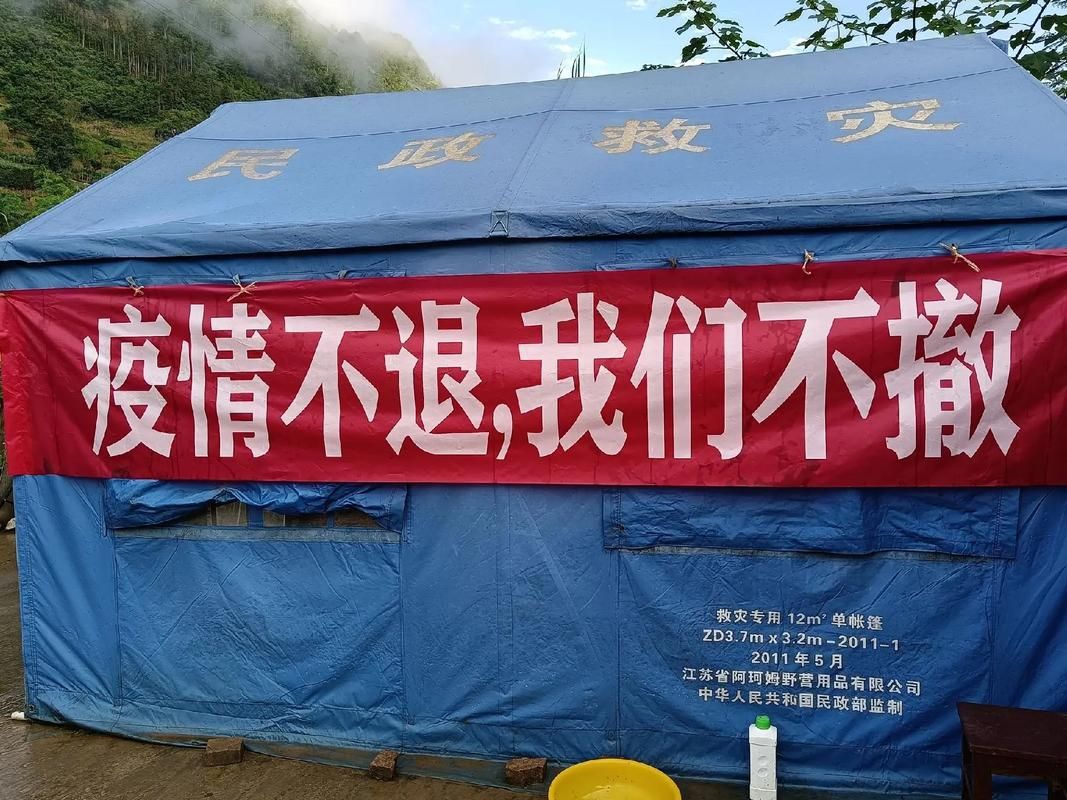 民政救灾
疫情不退,我们不撤
救灾专用 12m² 单帐篷
ZD3.7m x 3.2m-2011-1
2011 年 5 月
江苏省阿珂姆野营用品有限公司
中华人民共和国民政部监制